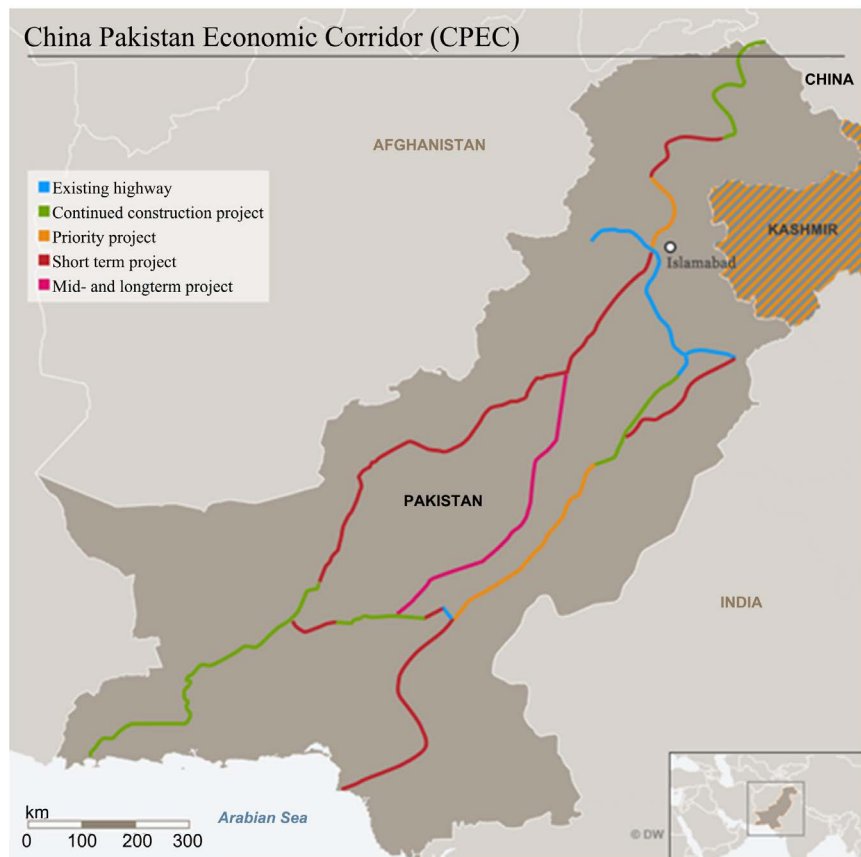 China Pakistan Economic Corridor (CPEC)
CHINA
AFGHANISTAN
Existing highway
Continued construction project
Priority project
Short term project
Mid- and longterm project
KASHMIR
Islamabad
PAKISTAN
INDIA
km
0 100 200 300
Arabian Sea
© DW